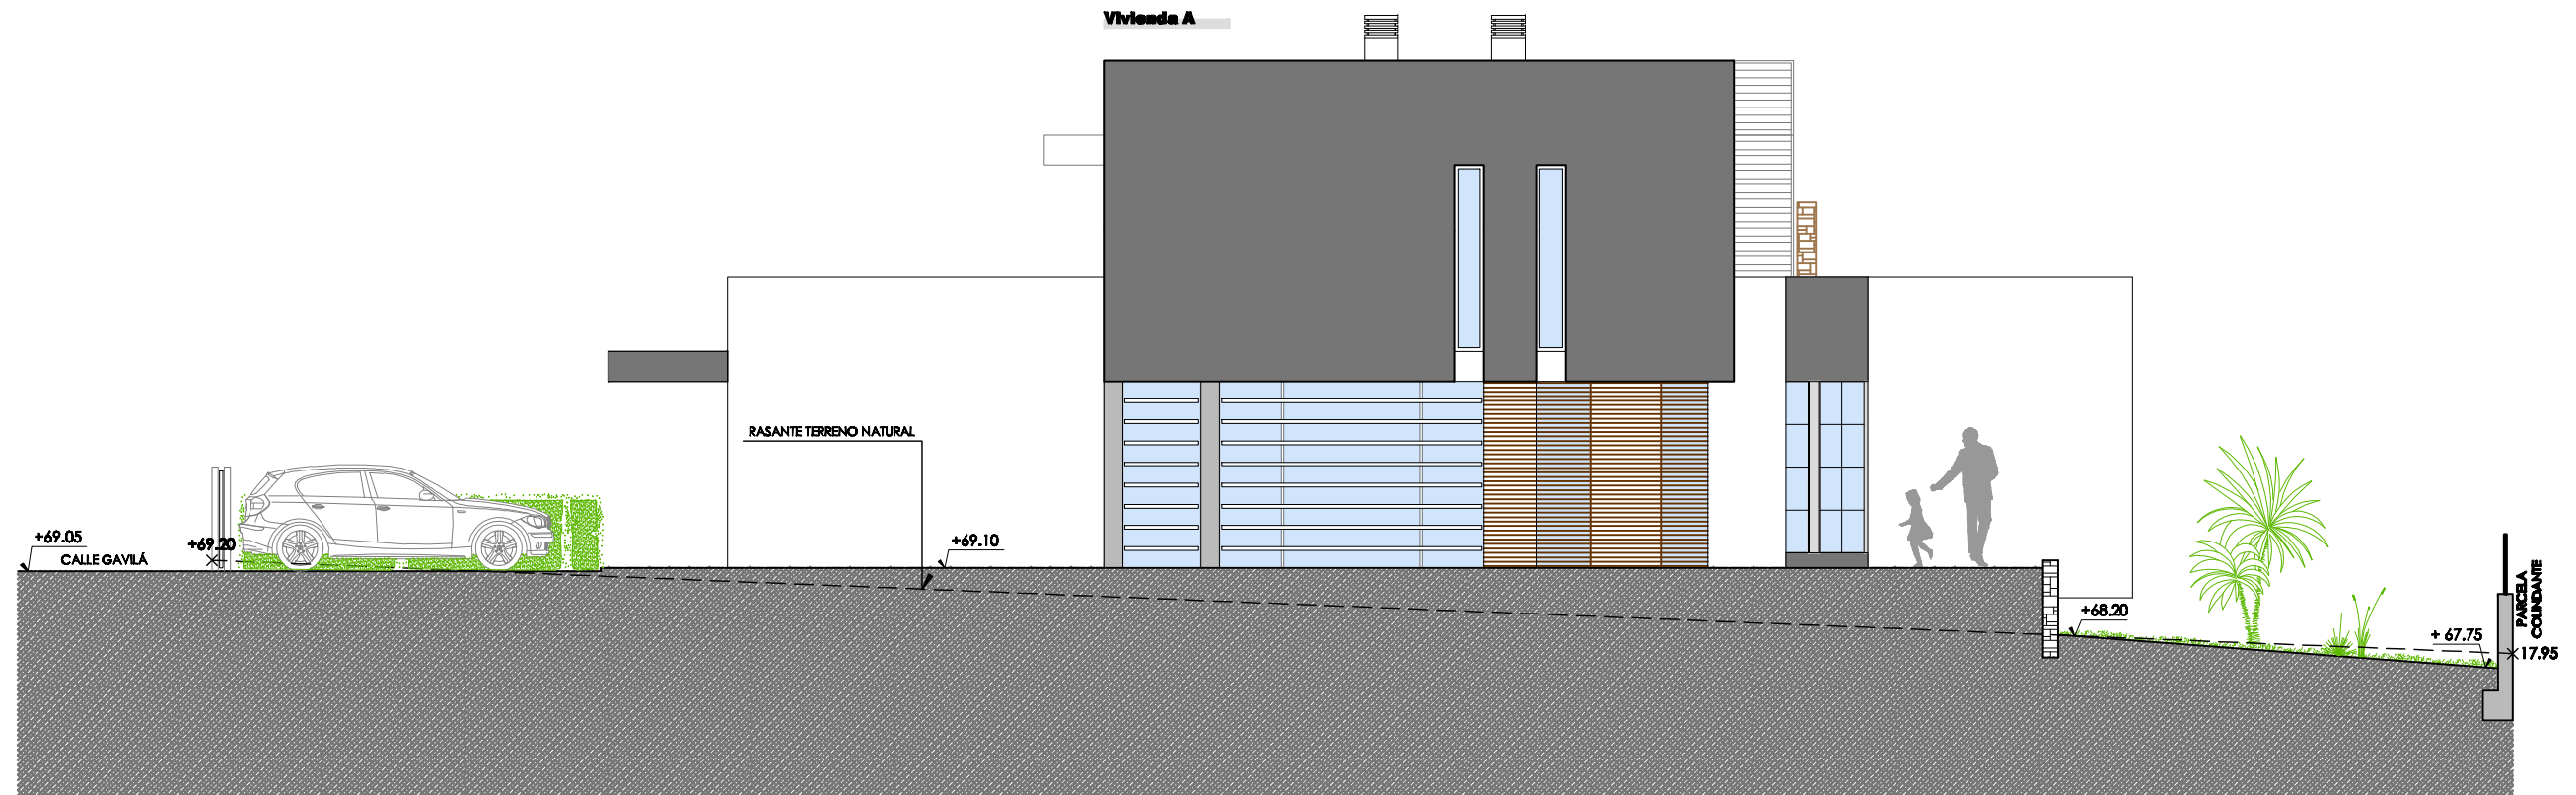 Vivienda A
RASANTE TERRENO NATURAL
+69.05
CALLE GAVILÁ
+69.20
+69.10
+68.20
+ 67.75
PARCELA
COLINDANTE
17.95